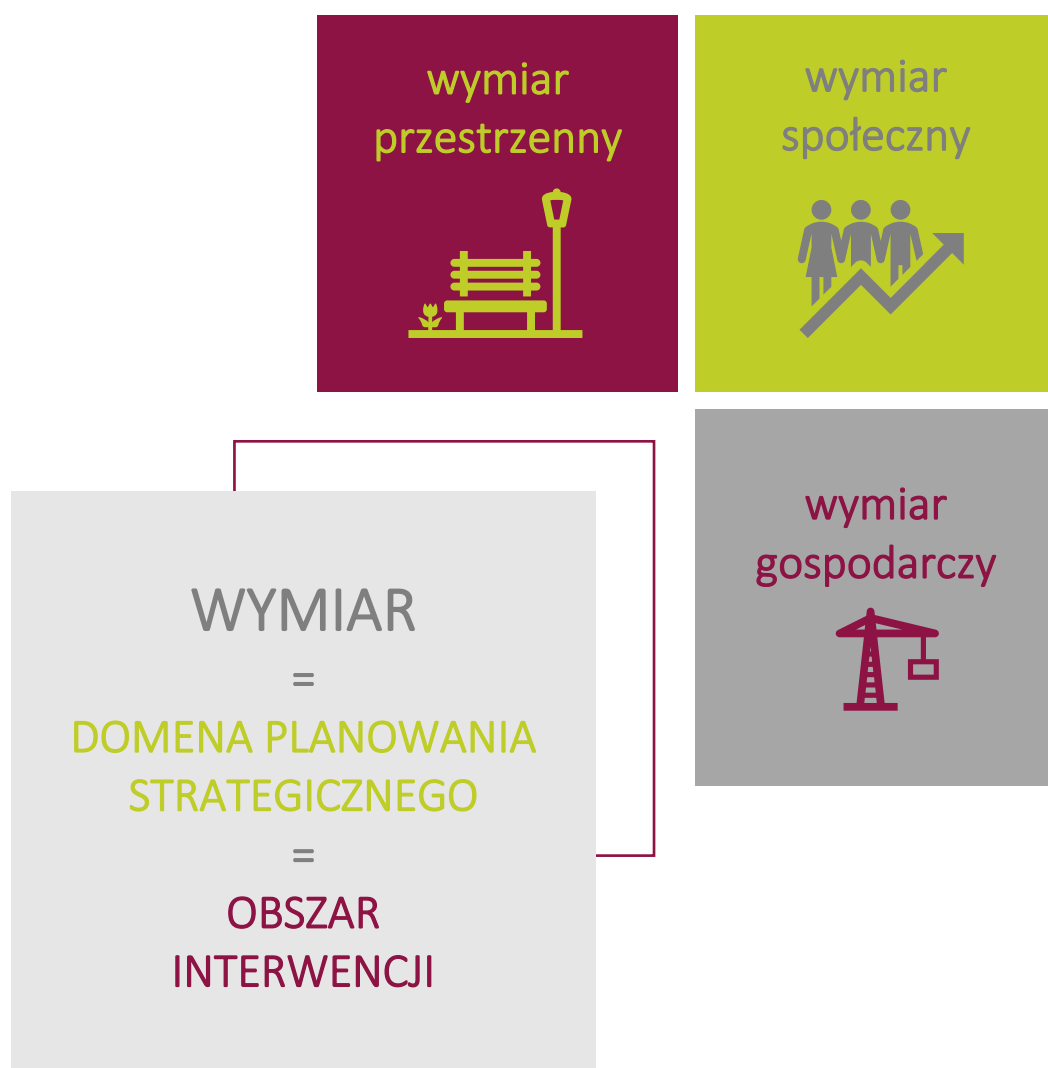 wymiar
przestrzenny
wymiar
społeczny
wymiar
gospodarczy
WYMIAR
=
DOMENA PLANOWANIA
STRATEGICZNEGO
=
OBSZAR
INTERWENCJI